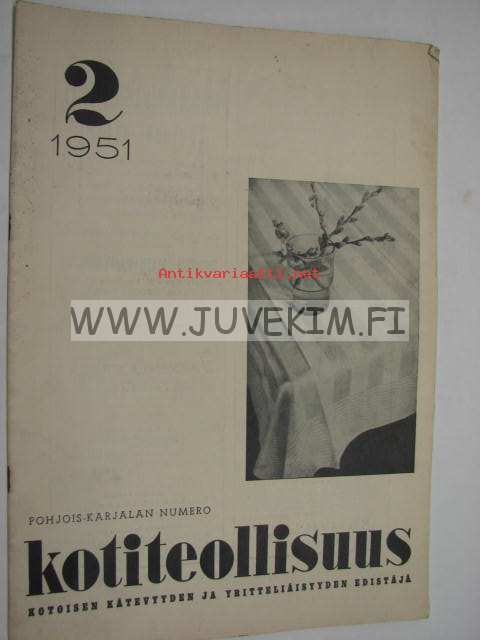 2
1951
Antikvariaatti.net
WWW.JUVEKIM.FI
POHJOIS-KARJALAN NUMERO
kotiteollisuus
KOTOISEN KÄTEVYYDEN JA YRITTELIÄISYYDEN EDISTÄJÄ